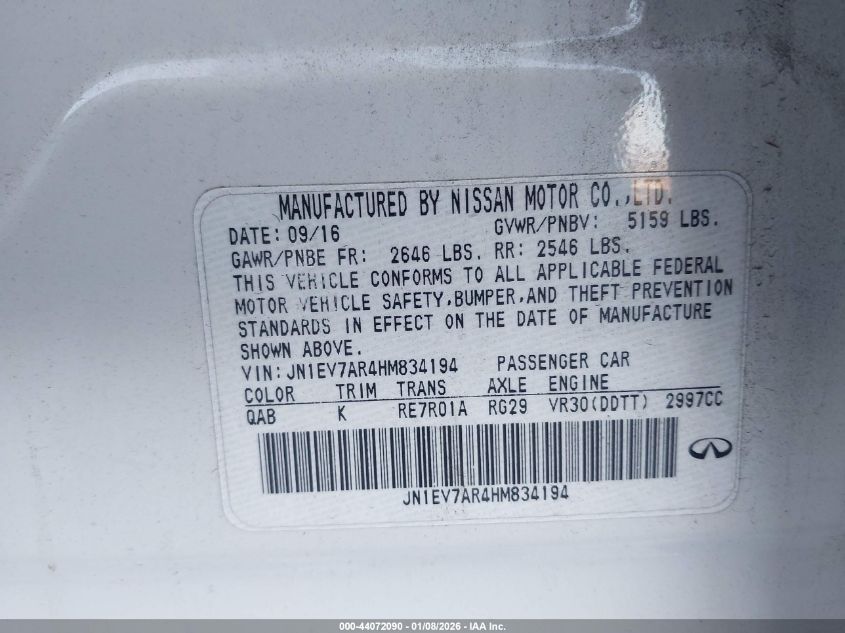 MANUFACTURED BY NISSAN MOTOR CO.,LTD.
DATE: 09/16 GVWR/PNBV: 5159 LBS.
GAWR/PNBE FR: 2646 LBS. RR: 2546 LBS.
THIS VEHICLE CONFORMS TO ALL APPLICABLE FEDERAL
MOTOR VEHICLE SAFETY,BUMPER,AND THEFT PREVENTION
STANDARDS IN EFFECT ON THE DATE OF MANUFACTURE
SHOWN ABOVE.
VIN: JN1EV7AR4HM834194 PASSENGER CAR
COLOR TRIM TRANS AXLE ENGINE
QAB K RE7R01A RG29 VR30(DDTT) 2997CC
JN1EV7AR4HM834194
000-44072090 - 01/08/2026 - IAA Inc.